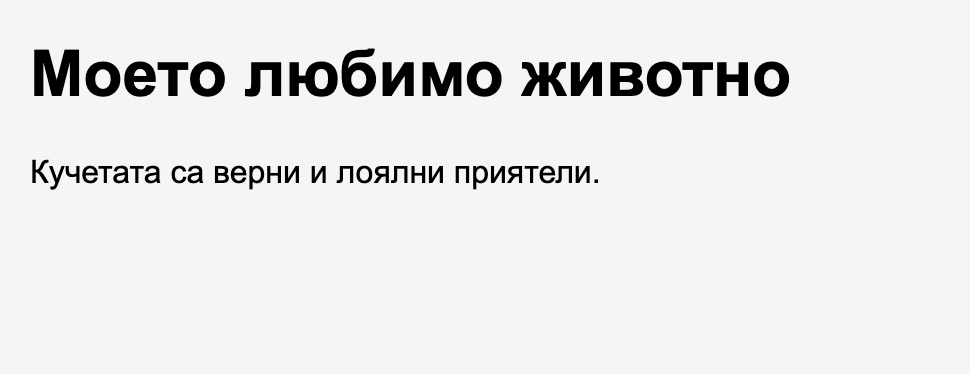 Моето любимо животно
Кучетата са верни и лоялни приятели.